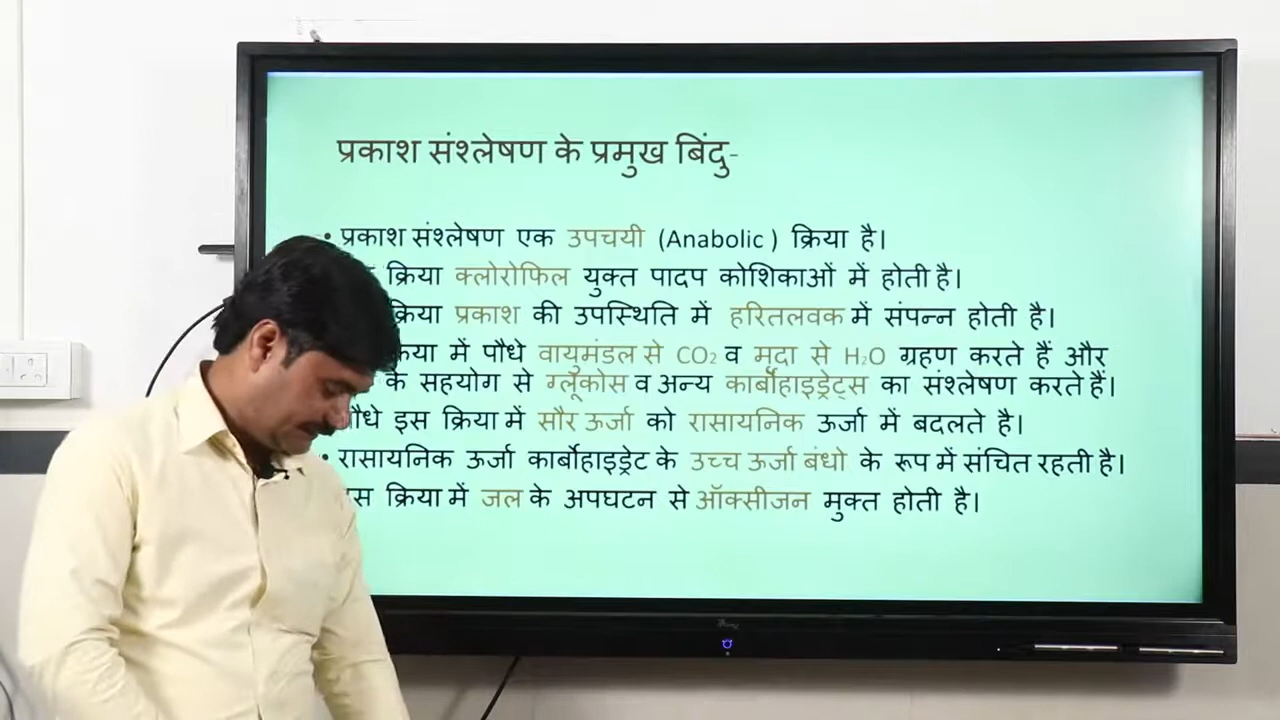 प्रकाश संश्लेषण के प्रमुख बिंदु-
• प्रकाश संश्लेषण एक उपचयी (Anabolic ) क्रिया है।
क्रिया क्लोरोफिल युक्त पादप कोशिकाओं में होती है।
क्रिया प्रकाश की उपस्थिति में हरितलवक में संपन्न होती है।
में पौधे वायुमंडल से CO₂ व मृदा से H₂O ग्रहण करते हैं और
के सहयोग से ग्लूकोस व अन्य कार्बोहाइड्रेट्स का संश्लेषण करते हैं।
इस क्रिया में सौर ऊर्जा को रासायनिक ऊर्जा में बदलते है।
• रासायनिक ऊर्जा कार्बोहाइड्रेट के उच्च ऊर्जा बंधो के रूप में संचित रहती है।
क्रिया में जल के अपघटन से ऑक्सीजन मुक्त होती है।